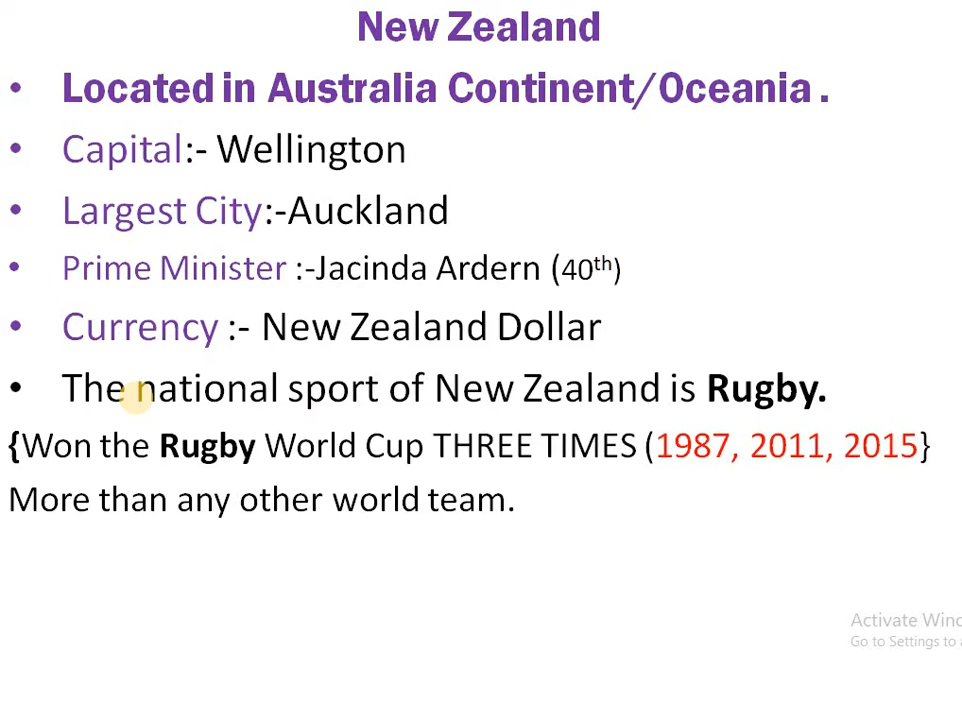 New Zealand
• Located in Australia Continent/Oceania .
• Capital:- Wellington
• Largest City:-Auckland
• Prime Minister :-Jacinda Ardern (40th)
• Currency :- New Zealand Dollar
• The national sport of New Zealand is Rugby.
{Won the Rugby World Cup THREE TIMES (1987, 2011, 2015}
More than any other world team.
Activate Wind
Go to Settings to